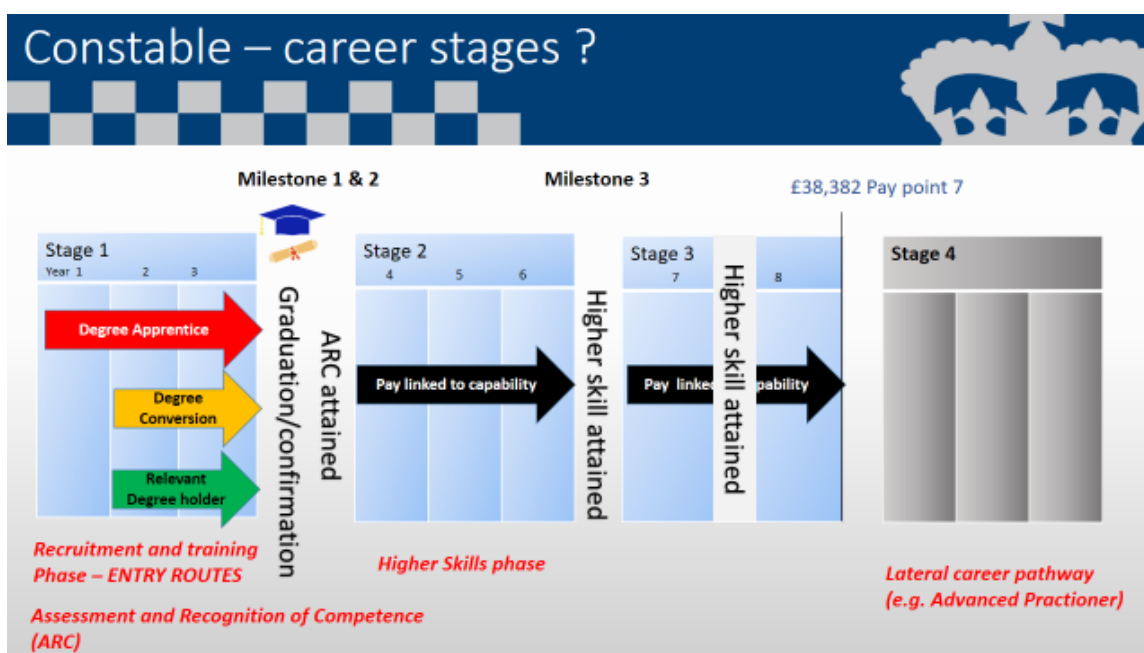 Constable – career stages ?
Milestone 1 & 2
Milestone 3
£38,382 Pay point 7
Stage 1
Year 1 2 3
Degree Apprentice
Degree
Conversion
Relevant
Degree holder
Graduation/confirmation
ARC attained
Stage 2
4 5 6
Pay linked to capability
Higher skill attained
Stage 3
7 8
Pay linked pability
Higher skill attained
Stage 4
Recruitment and training
Phase – ENTRY ROUTES
Assessment and Recognition of Competence
(ARC)
Higher Skills phase
Lateral career pathway
(e.g. Advanced Practioner)